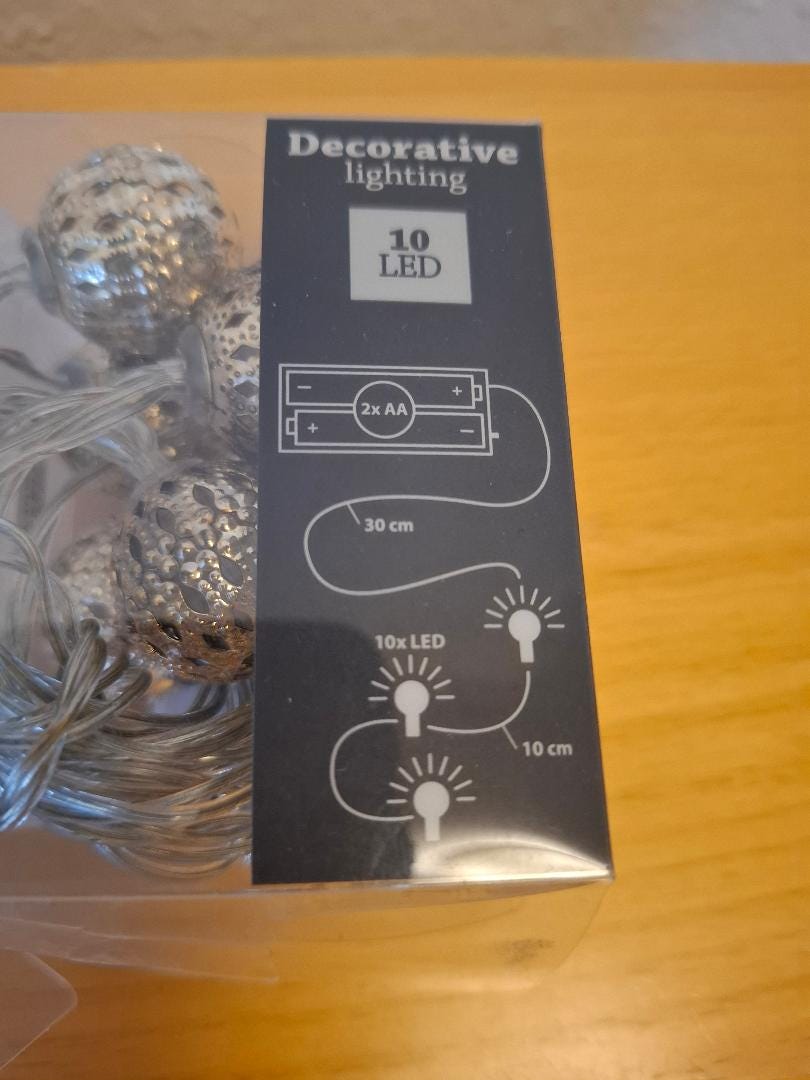 Decorative
lighting
10
LED
− +
2x AA
+ −
30 cm
10x LED
10 cm